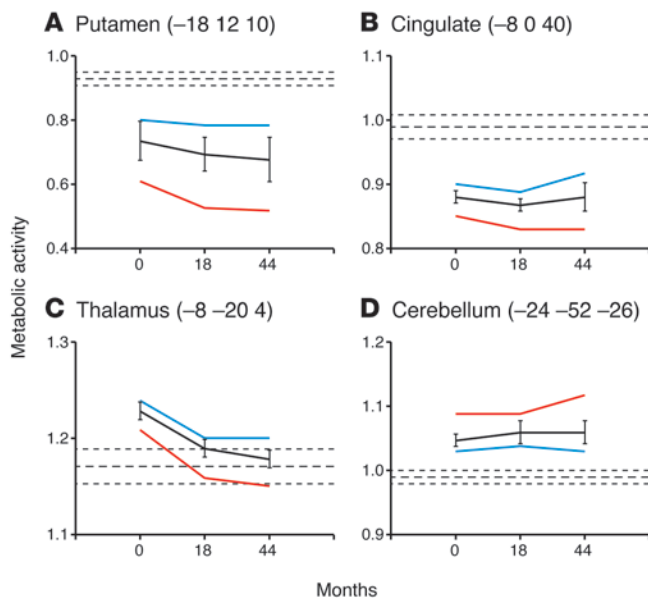 A Putamen (–18 12 10)
1.0
0.8
0.6
0.4
0 18 44
B Cingulate (–8 0 40)
1.1
1.0
0.9
0.8
0 18 44
Metabolic activity
C Thalamus (–8 –20 4)
1.3
1.2
1.1
0 18 44
D Cerebellum (–24 –52 –26)
1.2
1.1
1.0
0.9
0 18 44
Months